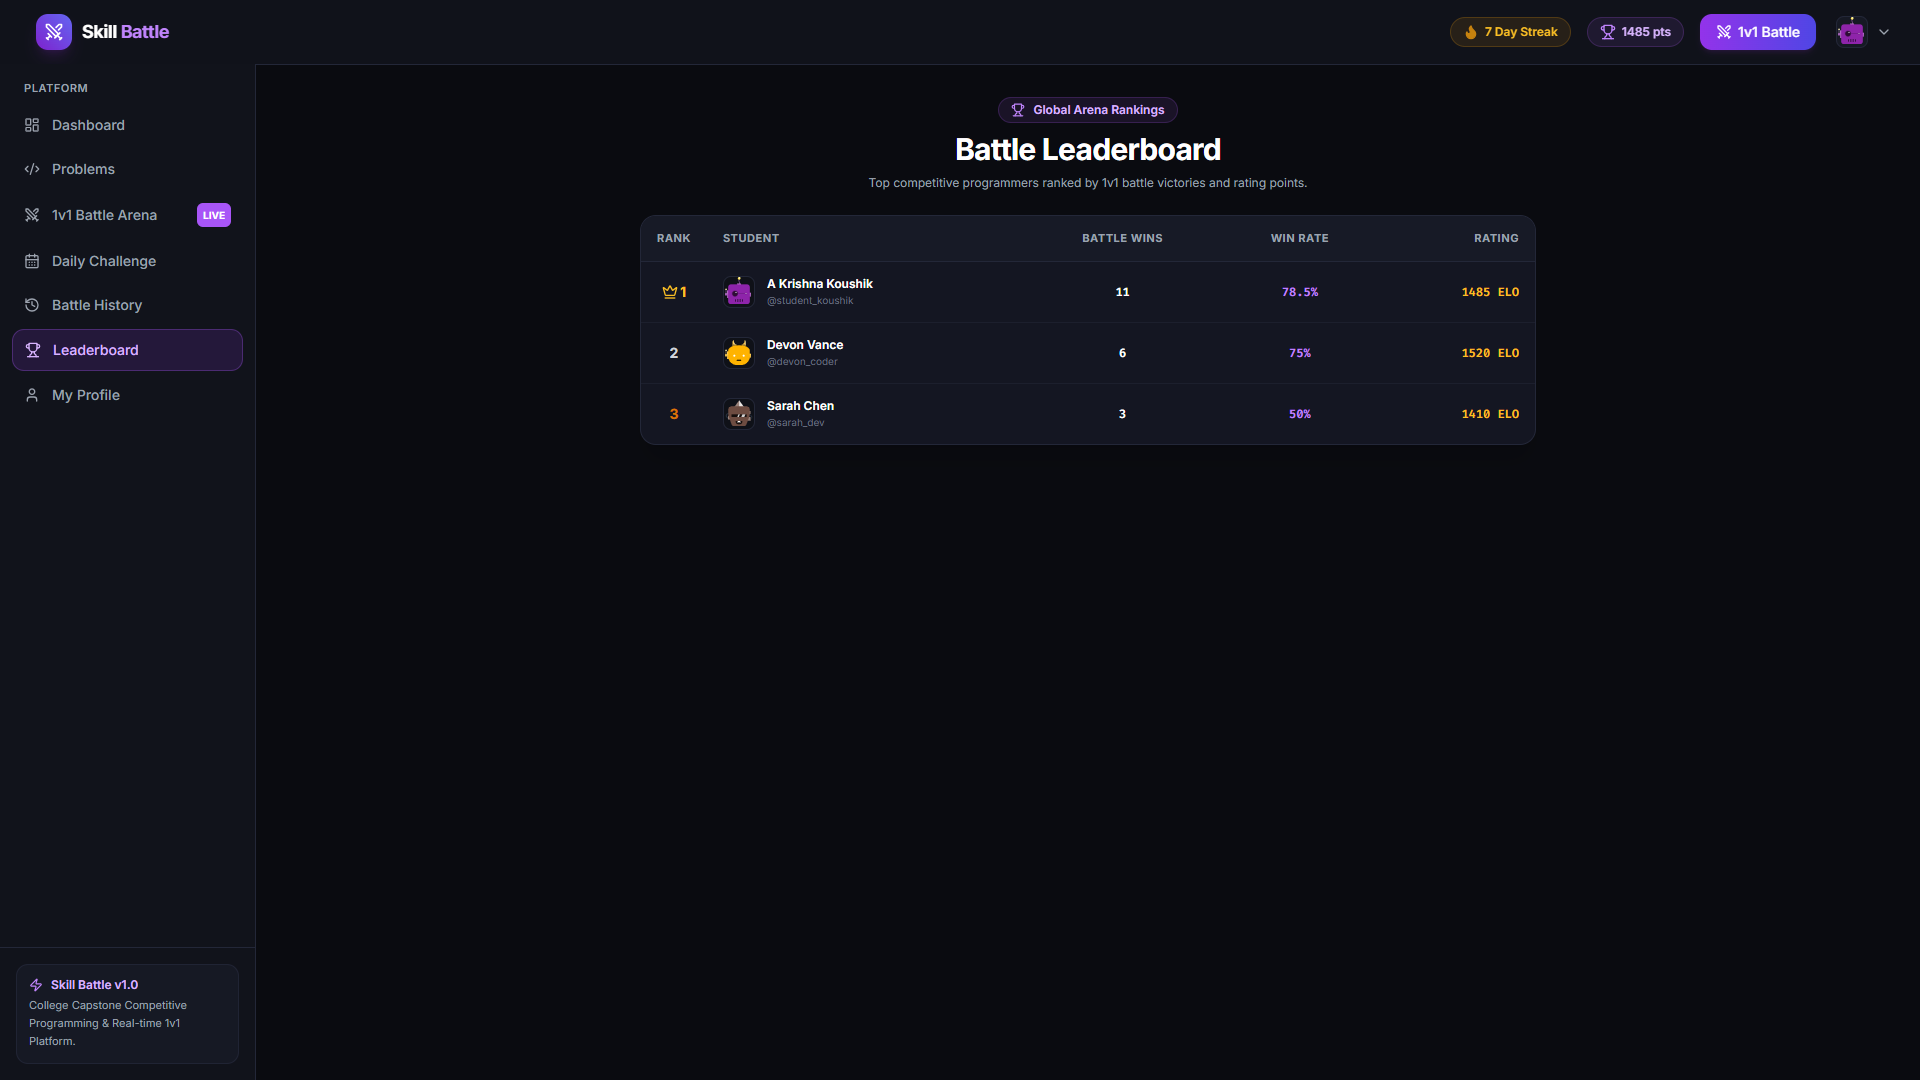 Skill Battle
7 Day Streak
1485 pts
1v1 Battle
PLATFORM
Dashboard
Problems
1v1 Battle Arena
LIVE
Daily Challenge
Battle History
Leaderboard
My Profile
Skill Battle v1.0
College Capstone Competitive
Programming & Real-time 1v1
Platform.
Global Arena Rankings
Battle Leaderboard
Top competitive programmers ranked by 1v1 battle victories and rating points.
RANK STUDENT BATTLE WINS WIN RATE RATING
1 A Krishna Koushik 11 78.5% 1485 ELO
@student_koushik
2 Devon Vance 6 75% 1520 ELO
@devon_coder
3 Sarah Chen 3 50% 1410 ELO
@sarah_dev